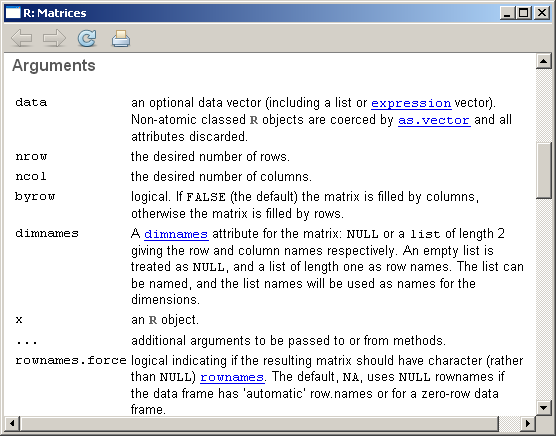 R: Matrices
Arguments
data an optional data vector (including a list or expression vector).
Non-atomic classed R objects are coerced by as.vector and all
attributes discarded.
nrow the desired number of rows.
ncol the desired number of columns.
byrow logical. If FALSE (the default) the matrix is filled by columns,
otherwise the matrix is filled by rows.
dimnames A dimnames attribute for the matrix: NULL or a list of length 2
giving the row and column names respectively. An empty list is
treated as NULL, and a list of length one as row names. The list can
be named, and the list names will be used as names for the
dimensions.
x an R object.
... additional arguments to be passed to or from methods.
rownames.force logical indicating if the resulting matrix should have character (rather
than NULL) rownames. The default, NA, uses NULL rownames if
the data frame has 'automatic' row.names or for a zero-row data
frame.